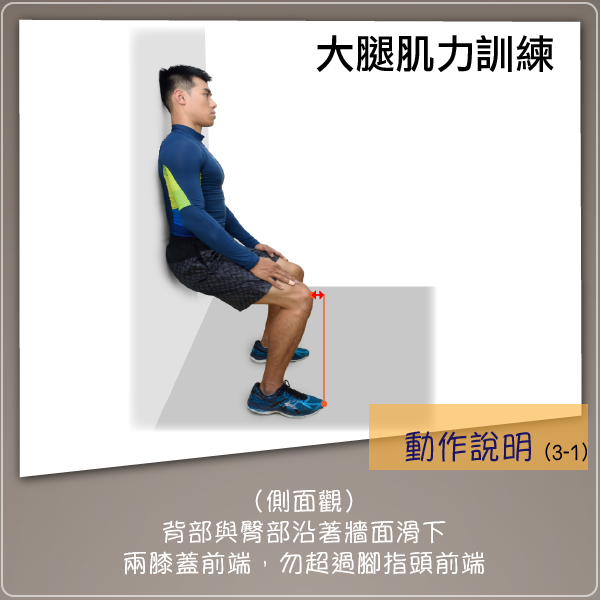 大腿肌力訓練
動作說明 (3-1)
(側面觀)
背部與臀部沿著牆面滑下
兩膝蓋前端，勿超過腳指頭前端